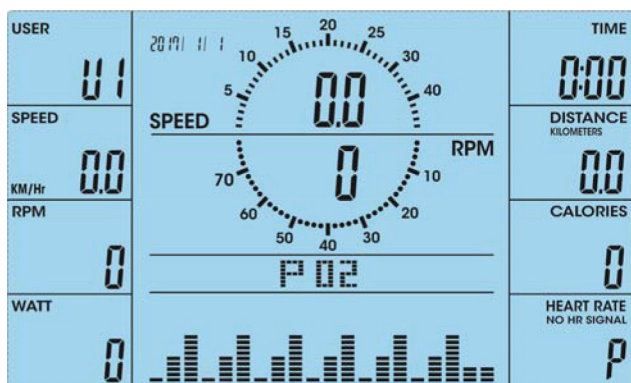 USER
U1
SPEED
KM/Hr 0.0
RPM
0
WATT
0
2017/ 1/ 1
5 10 15 20 25 30 40
SPEED 0.0
RPM 0
10 20 30 40 50 60 70
P 02
TIME
0:00
DISTANCE
KILOMETERS
0.0
CALORIES
0
HEART RATE
NO HR SIGNAL
P